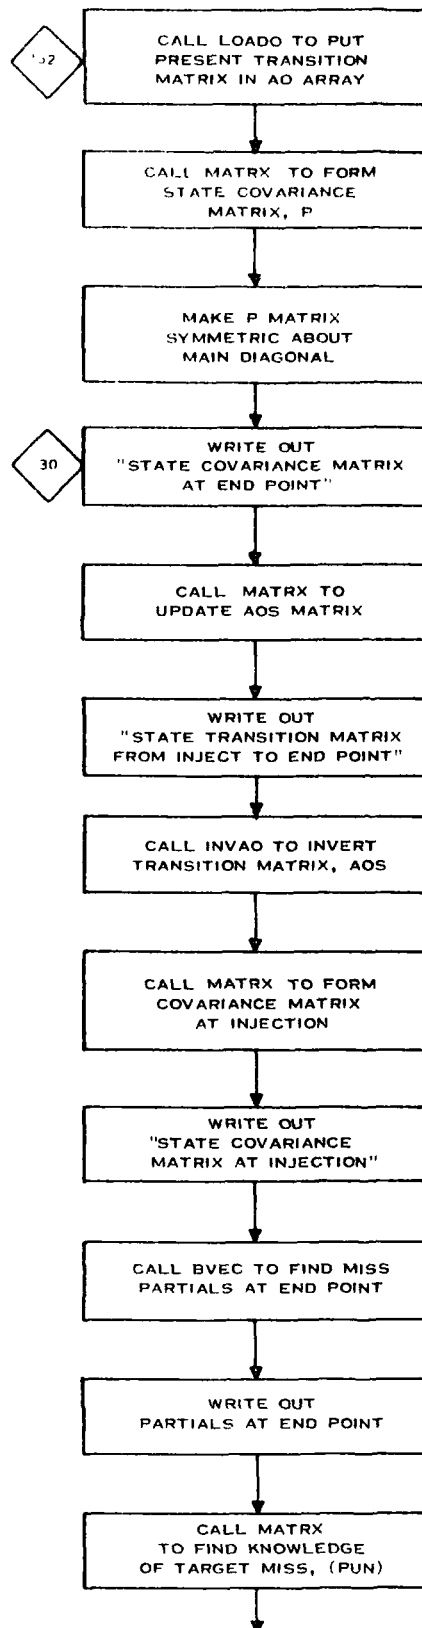 CALL LOADO TO PUT
PRESENT TRANSITION
MATRIX IN AO ARRAY
CALL MATRX TO FORM
STATE COVARIANCE
MATRIX, P
MAKE P MATRIX
SYMMETRIC ABOUT
MAIN DIAGONAL
30
WRITE OUT
"STATE COVARIANCE MATRIX
AT END POINT"
CALL MATRX TO
UPDATE AOS MATRIX
WRITE OUT
"STATE TRANSITION MATRIX
FROM INJECT TO END POINT"
CALL INVAO TO INVERT
TRANSITION MATRIX, AOS
CALL MATRX TO FORM
COVARIANCE MATRIX
AT INJECTION
WRITE OUT
"STATE COVARIANCE
MATRIX AT INJECTION"
CALL BVEC TO FIND MISS
PARTIALS AT END POINT
WRITE OUT
PARTIALS AT END POINT
CALL MATRX
TO FIND KNOWLEDGE
OF TARGET MISS, (PUN)